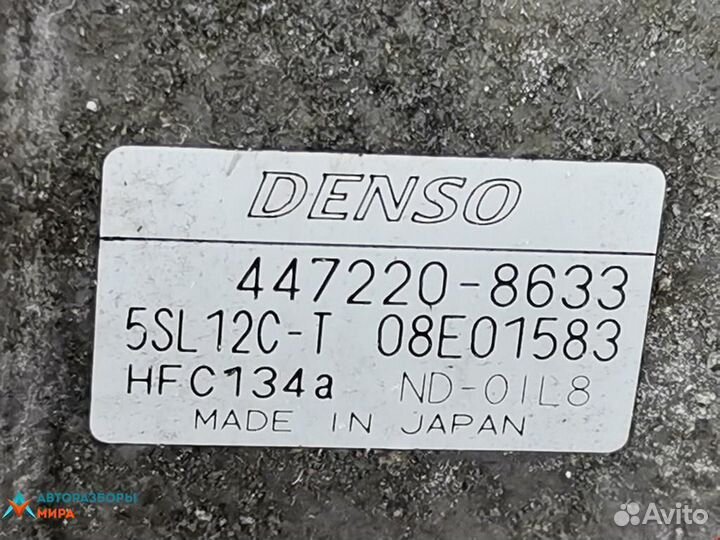 DENSO
447220-8633
5SL12C-T 08E01583
HFC134a ND-OIL8
MADE IN JAPAN
АВТОРАЗБОРЫ
МИРА
Avito